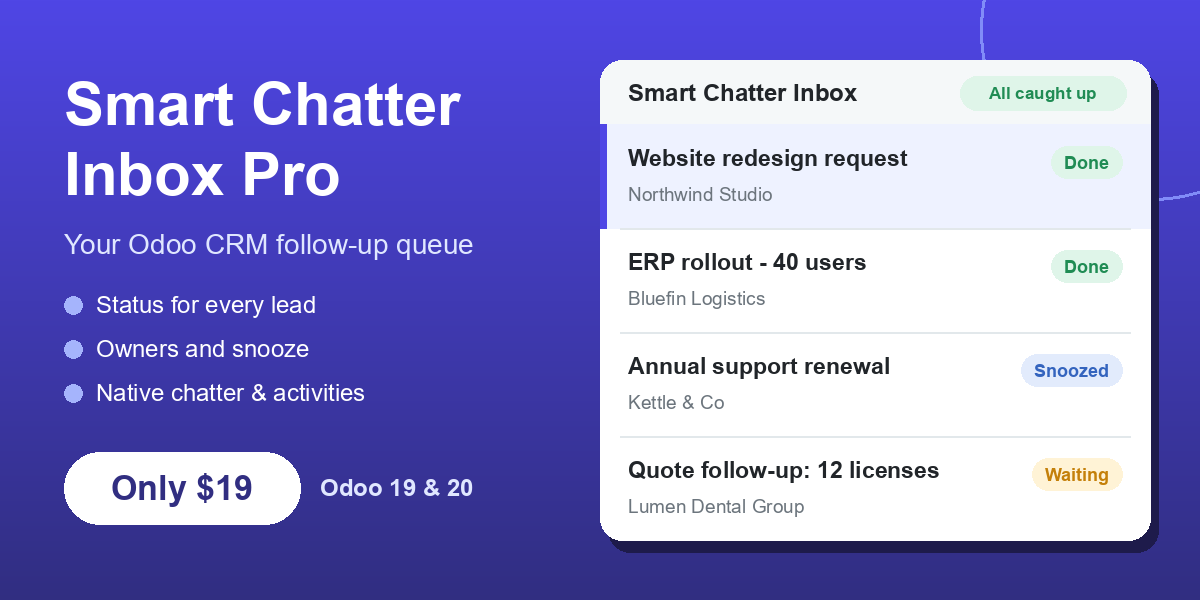 Smart Chatter
Inbox Pro
Your Odoo CRM follow-up queue
Status for every lead
Owners and snooze
Native chatter & activities
Only $19
Odoo 19 & 20
Smart Chatter Inbox
All caught up
Website redesign request
Done
Northwind Studio
ERP rollout - 40 users
Done
Bluefin Logistics
Annual support renewal
Snoozed
Kettle & Co
Quote follow-up: 12 licenses
Waiting
Lumen Dental Group